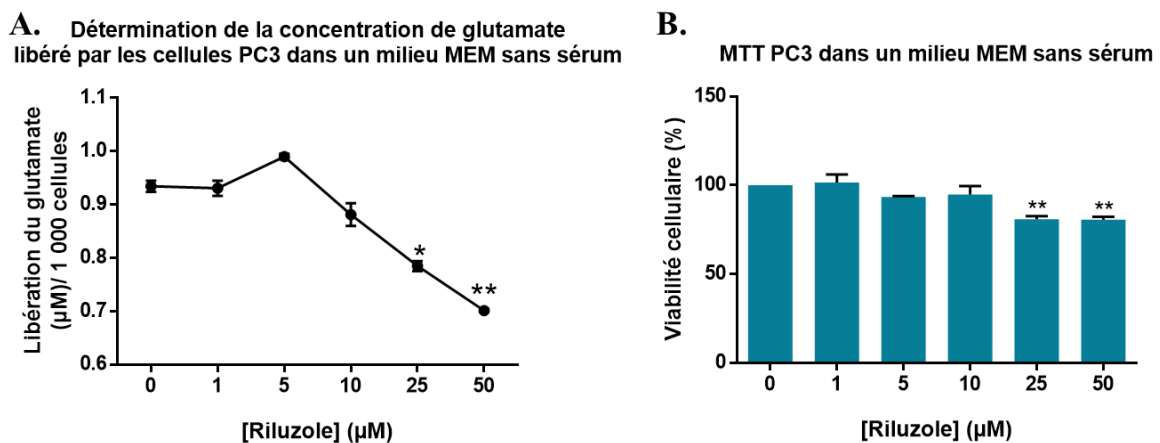 A. Détermination de la concentration de glutamate
libéré par les cellules PC3 dans un milieu MEM sans sérum
Libération du glutamate
(µM)/ 1 000 cellules
1.1
1.0
0.9
0.8
0.7
0.6
*
**
0 1 5 10 25 50
[Riluzole] (µM)
B.
MTT PC3 dans un milieu MEM sans sérum
Viabilité cellulaire (%)
150
100
50
0
** **
0 1 5 10 25 50
[Riluzole] (µM)